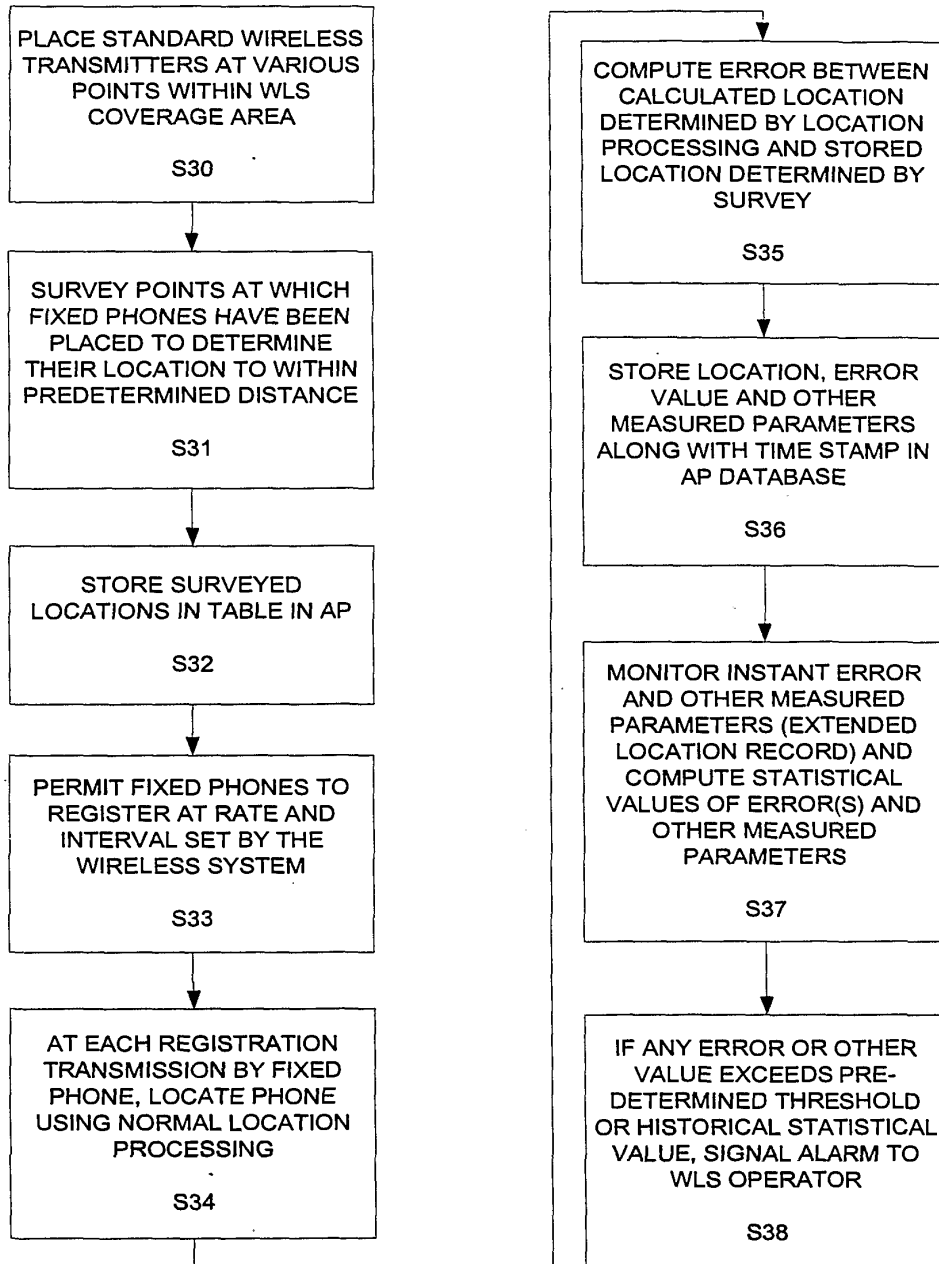 PLACE STANDARD WIRELESS
TRANSMITTERS AT VARIOUS
POINTS WITHIN WLS
COVERAGE AREA
S30
SURVEY POINTS AT WHICH
FIXED PHONES HAVE BEEN
PLACED TO DETERMINE
THEIR LOCATION TO WITHIN
PREDETERMINED DISTANCE
S31
STORE SURVEYED
LOCATIONS IN TABLE IN AP
S32
PERMIT FIXED PHONES TO
REGISTER AT RATE AND
INTERVAL SET BY THE
WIRELESS SYSTEM
S33
AT EACH REGISTRATION
TRANSMISSION BY FIXED
PHONE, LOCATE PHONE
USING NORMAL LOCATION
PROCESSING
S34
COMPUTE ERROR BETWEEN
CALCULATED LOCATION
DETERMINED BY LOCATION
PROCESSING AND STORED
LOCATION DETERMINED BY
SURVEY
S35
STORE LOCATION, ERROR
VALUE AND OTHER
MEASURED PARAMETERS
ALONG WITH TIME STAMP IN
AP DATABASE
S36
MONITOR INSTANT ERROR
AND OTHER MEASURED
PARAMETERS (EXTENDED
LOCATION RECORD) AND
COMPUTE STATISTICAL
VALUES OF ERROR(S) AND
OTHER MEASURED
PARAMETERS
S37
IF ANY ERROR OR OTHER
VALUE EXCEEDS PRE-
DETERMINED THRESHOLD
OR HISTORICAL STATISTICAL
VALUE, SIGNAL ALARM TO
WLS OPERATOR
S38